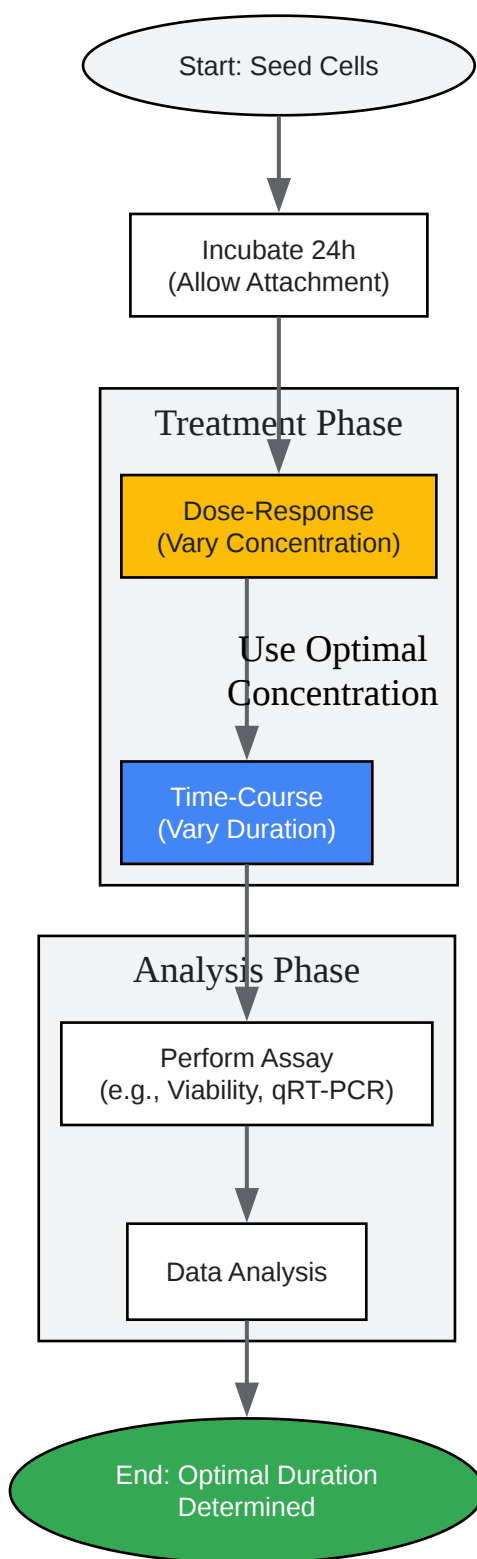 Start: Seed Cells
Incubate 24h
(Allow Attachment)
Treatment Phase
Dose-Response
(Vary Concentration)
Use Optimal
Concentration
Time-Course
(Vary Duration)
Analysis Phase
Perform Assay
(e.g., Viability, qRT-PCR)
Data Analysis
End: Optimal Duration
Determined